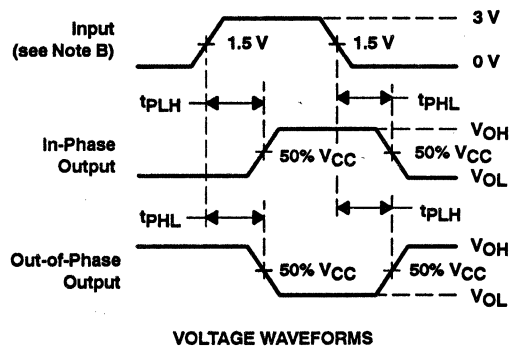 Input
(see Note B)
1.5 V
1.5 V
3 V
0 V
tPLH
tPHL
In-Phase
Output
50% VCC
50% VCC
VOH
VOL
tPHL
tPLH
Out-of-Phase
Output
50% VCC
50% VCC
VOH
VOL
VOLTAGE WAVEFORMS